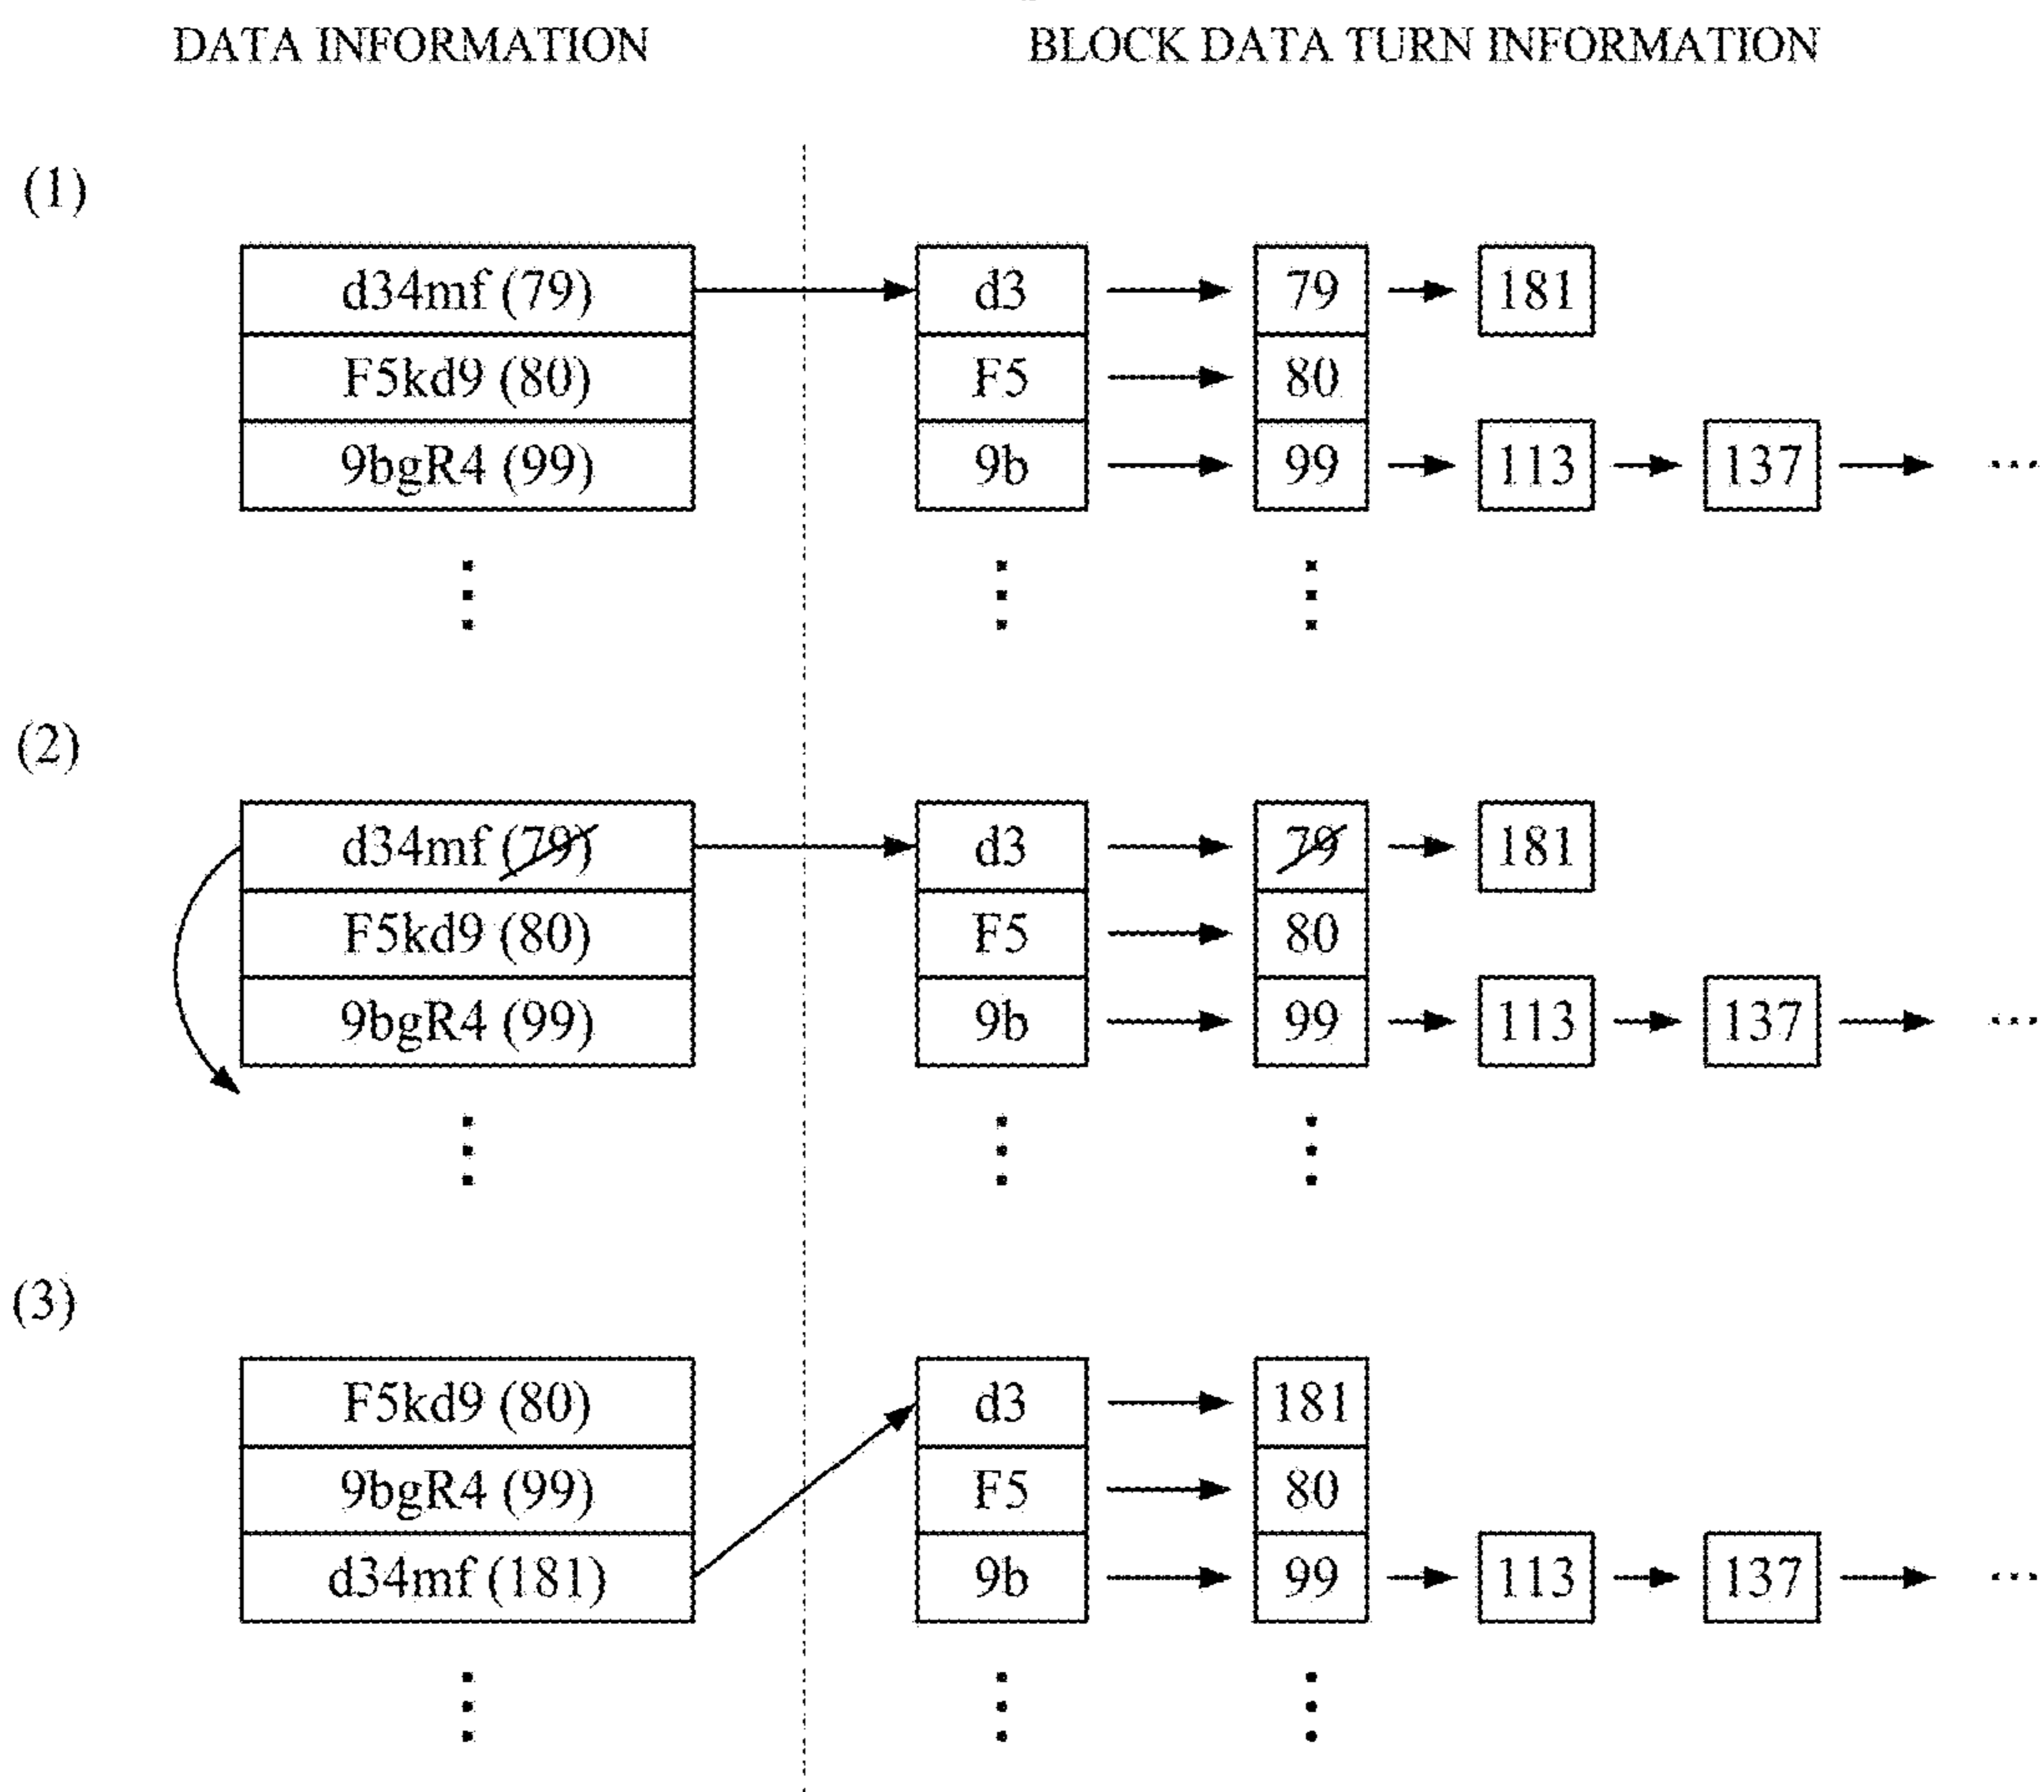 DATA INFORMATION BLOCK DATA TURN INFORMATION
(1)
d34mf (79) d3 79 181
F5kd9 (80) F5 80
9bgR4 (99) 9b 99 113 137 ...
(2)
d34mf (79) d3 79 181
F5kd9 (80) F5 80
9bgR4 (99) 9b 99 113 137 ...
(3)
F5kd9 (80) d3 181
9bgR4 (99) F5 80
d34mf (181) 9b 99 113 137 ...